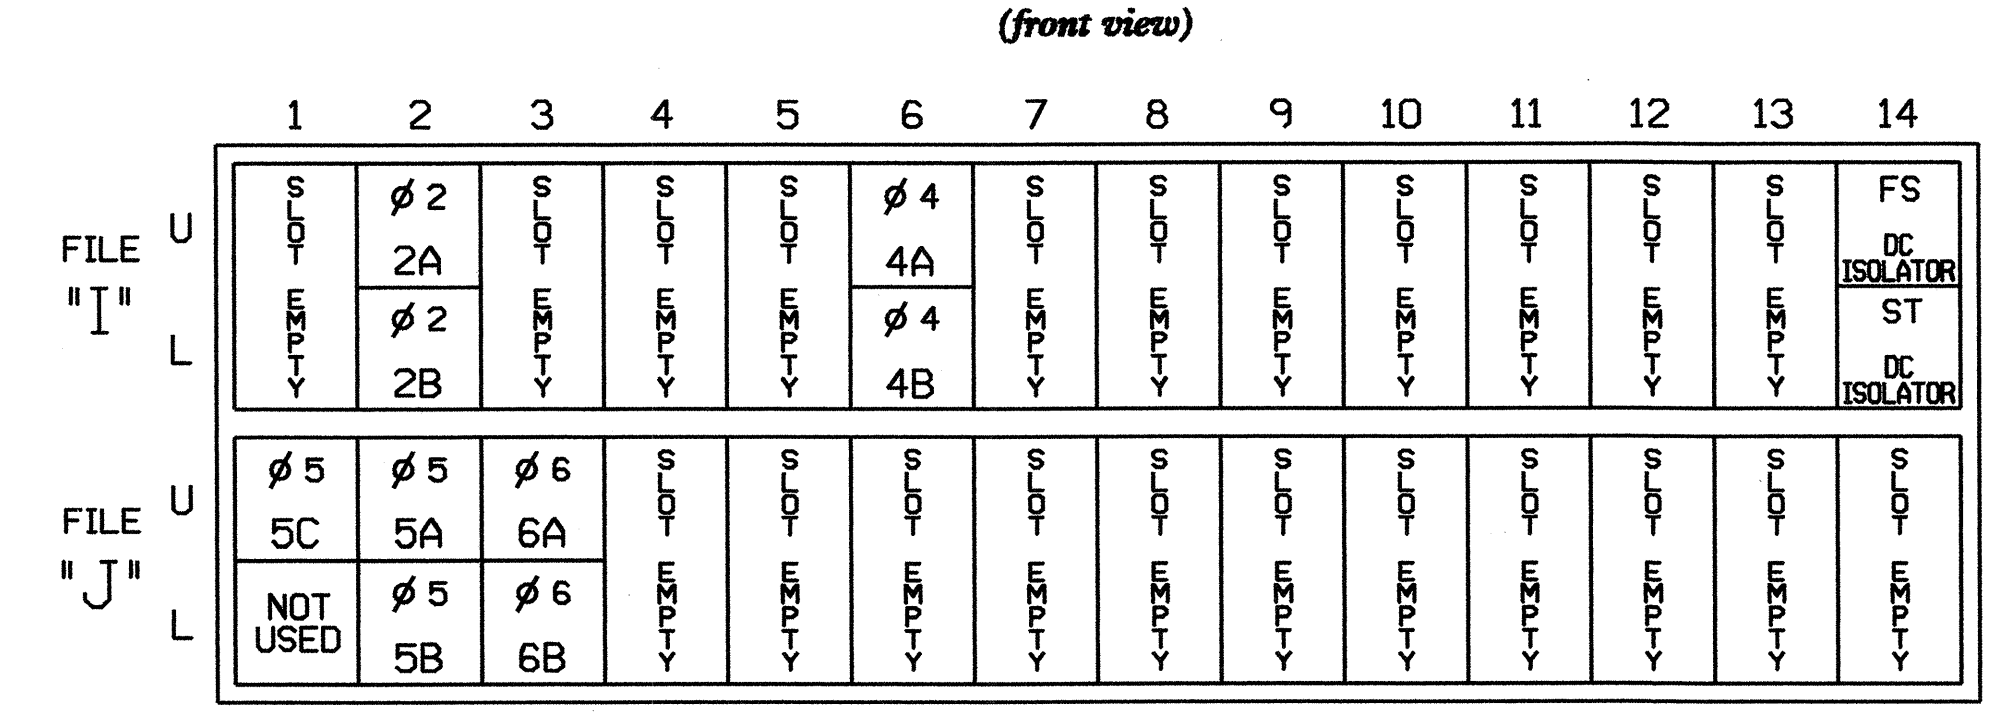 (front view)
1 2 3 4 5 6 7 8 9 10 11 12 13 14
FILE "I"
U
L
SLOT EMPTY
ø 2
2A
ø 2
2B
SLOT EMPTY
SLOT EMPTY
SLOT EMPTY
ø 4
4A
ø 4
4B
SLOT EMPTY
SLOT EMPTY
SLOT EMPTY
SLOT EMPTY
SLOT EMPTY
SLOT EMPTY
SLOT EMPTY
FS
DC
ISOLATOR
ST
DC
ISOLATOR
FILE "J"
U
L
ø 5
5C
NOT
USED
ø 5
5A
ø 5
5B
ø 6
6A
ø 6
6B
SLOT EMPTY
SLOT EMPTY
SLOT EMPTY
SLOT EMPTY
SLOT EMPTY
SLOT EMPTY
SLOT EMPTY
SLOT EMPTY
SLOT EMPTY
SLOT EMPTY
SLOT EMPTY